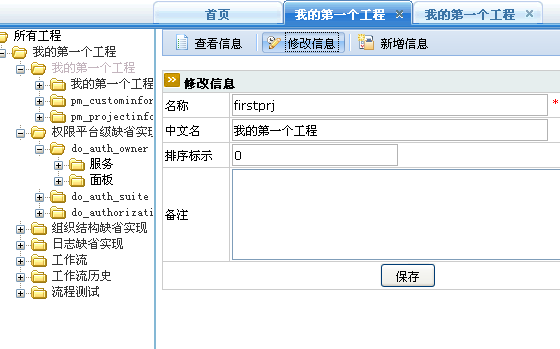 首页
我的第一个工程
我的第一个工程
所有工程
我的第一个工程
我的第一个工程
我的第一个工程
pm_custominfor
pm_projectinfo
权限平台级缺省实现
do_auth_owner
服务
面板
do_auth_suite
do_authorizati
组织结构缺省实现
日志缺省实现
工作流
工作流历史
流程测试
查看信息
修改信息
新增信息
修改信息
名称
firstprj
*
中文名
我的第一个工程
排序标示
0
备注
保存